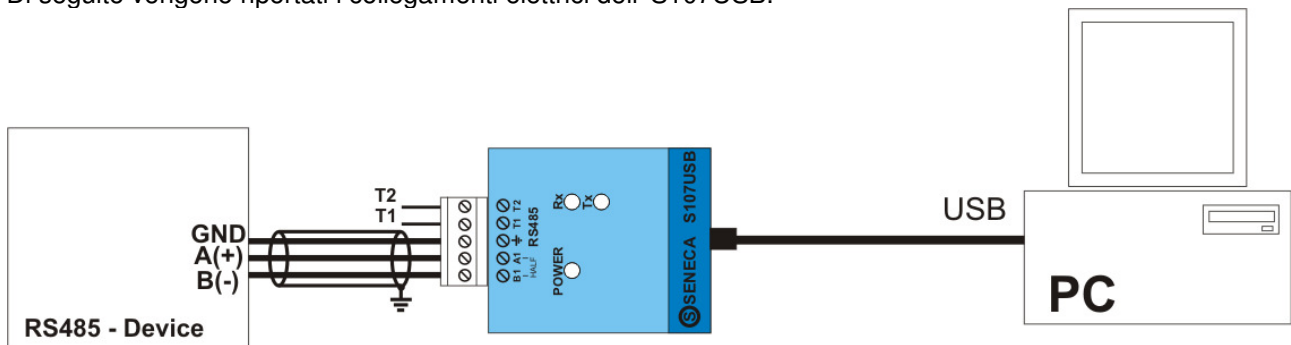 Di seguito vengono riportati i collegamenti elettrici dell' S107USB:
T2
T1
GND
A(+)
B(-)
RS485 - Device
B1 A1 T1 T2
HALF
RS485
POWER
Rx
Tx
SENECA S107USB
USB
PC